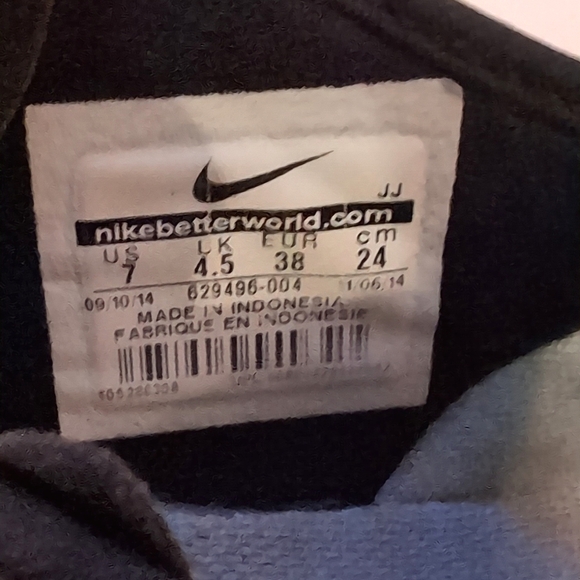 JJ
nikebetterworld.com
US UK EUR cm
7 4.5 38 24
09/10/14 629496-004 1/06/14
MADE IN INDONESIA
FABRIQUE EN INDONESIE